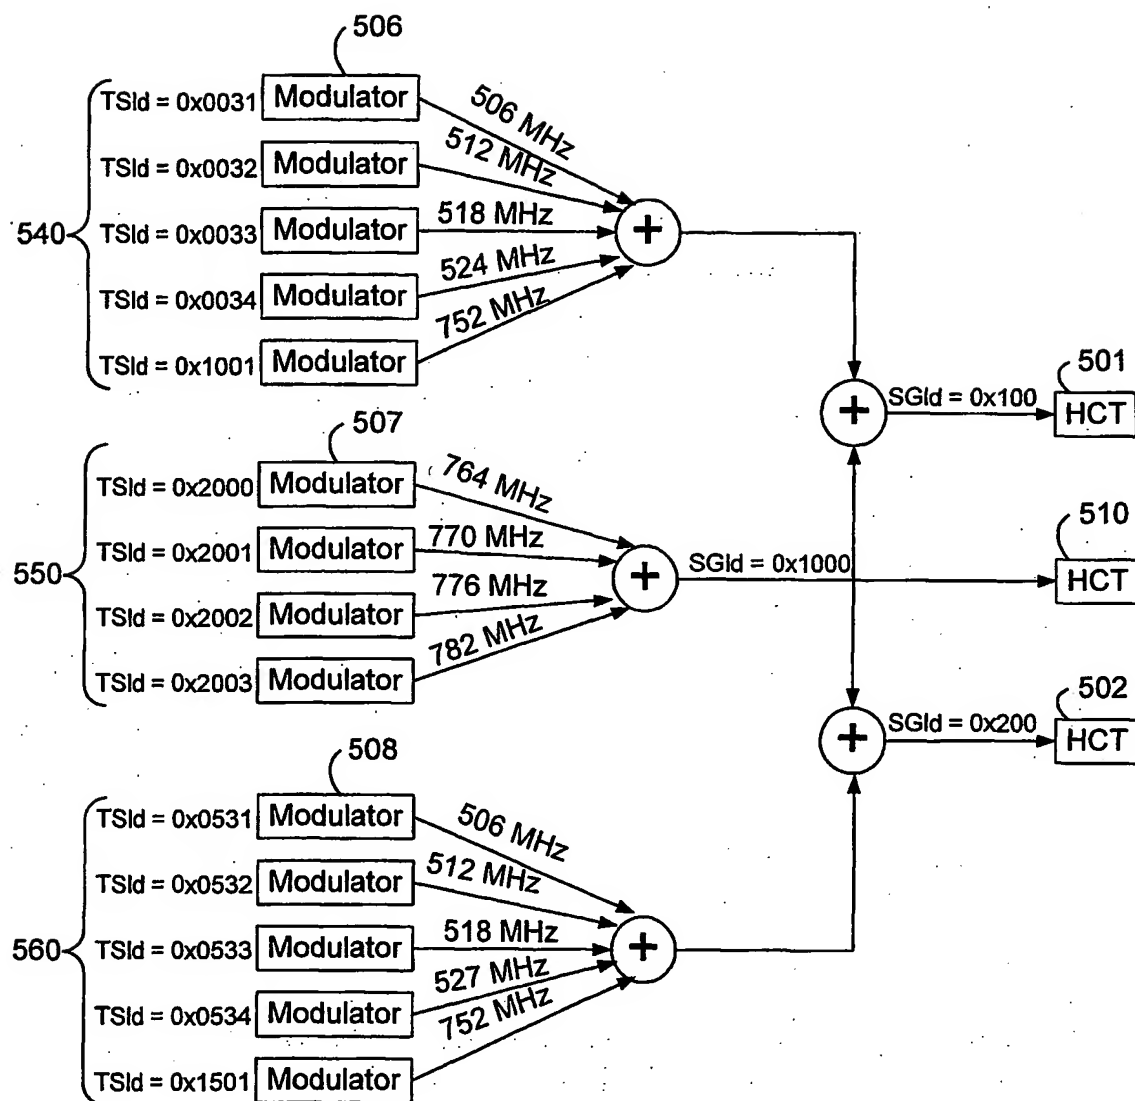 506
TSId = 0x0031 Modulator 506 MHz
TSId = 0x0032 Modulator 512 MHz
540 TSId = 0x0033 Modulator 518 MHz +
TSId = 0x0034 Modulator 524 MHz
TSId = 0x1001 Modulator 752 MHz
501
+ SGId = 0x100 HCT
507
TSId = 0x2000 Modulator 764 MHz
510
TSId = 0x2001 Modulator 770 MHz
550 + SGId = 0x1000 HCT
TSId = 0x2002 Modulator 776 MHz
TSId = 0x2003 Modulator 782 MHz
502
+ SGId = 0x200 HCT
508
TSId = 0x0531 Modulator 506 MHz
TSId = 0x0532 Modulator 512 MHz
560 TSId = 0x0533 Modulator 518 MHz +
TSId = 0x0534 Modulator 527 MHz
TSId = 0x1501 Modulator 752 MHz